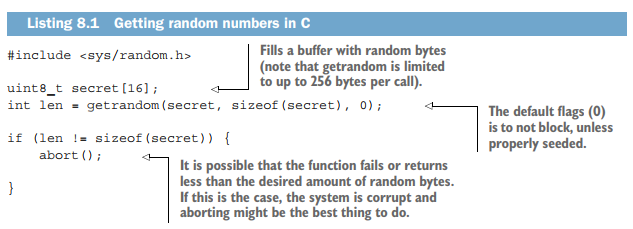 Listing 8.1 Getting random numbers in C
#include <sys/random.h>
Fills a buffer with random bytes
(note that getrandom is limited
to up to 256 bytes per call).
uint8_t secret[16];
int len = getrandom(secret, sizeof(secret), 0);
The default flags (0)
is to not block, unless
properly seeded.
if (len != sizeof(secret)) {
abort();
It is possible that the function fails or returns
less than the desired amount of random bytes.
If this is the case, the system is corrupt and
aborting might be the best thing to do.
}